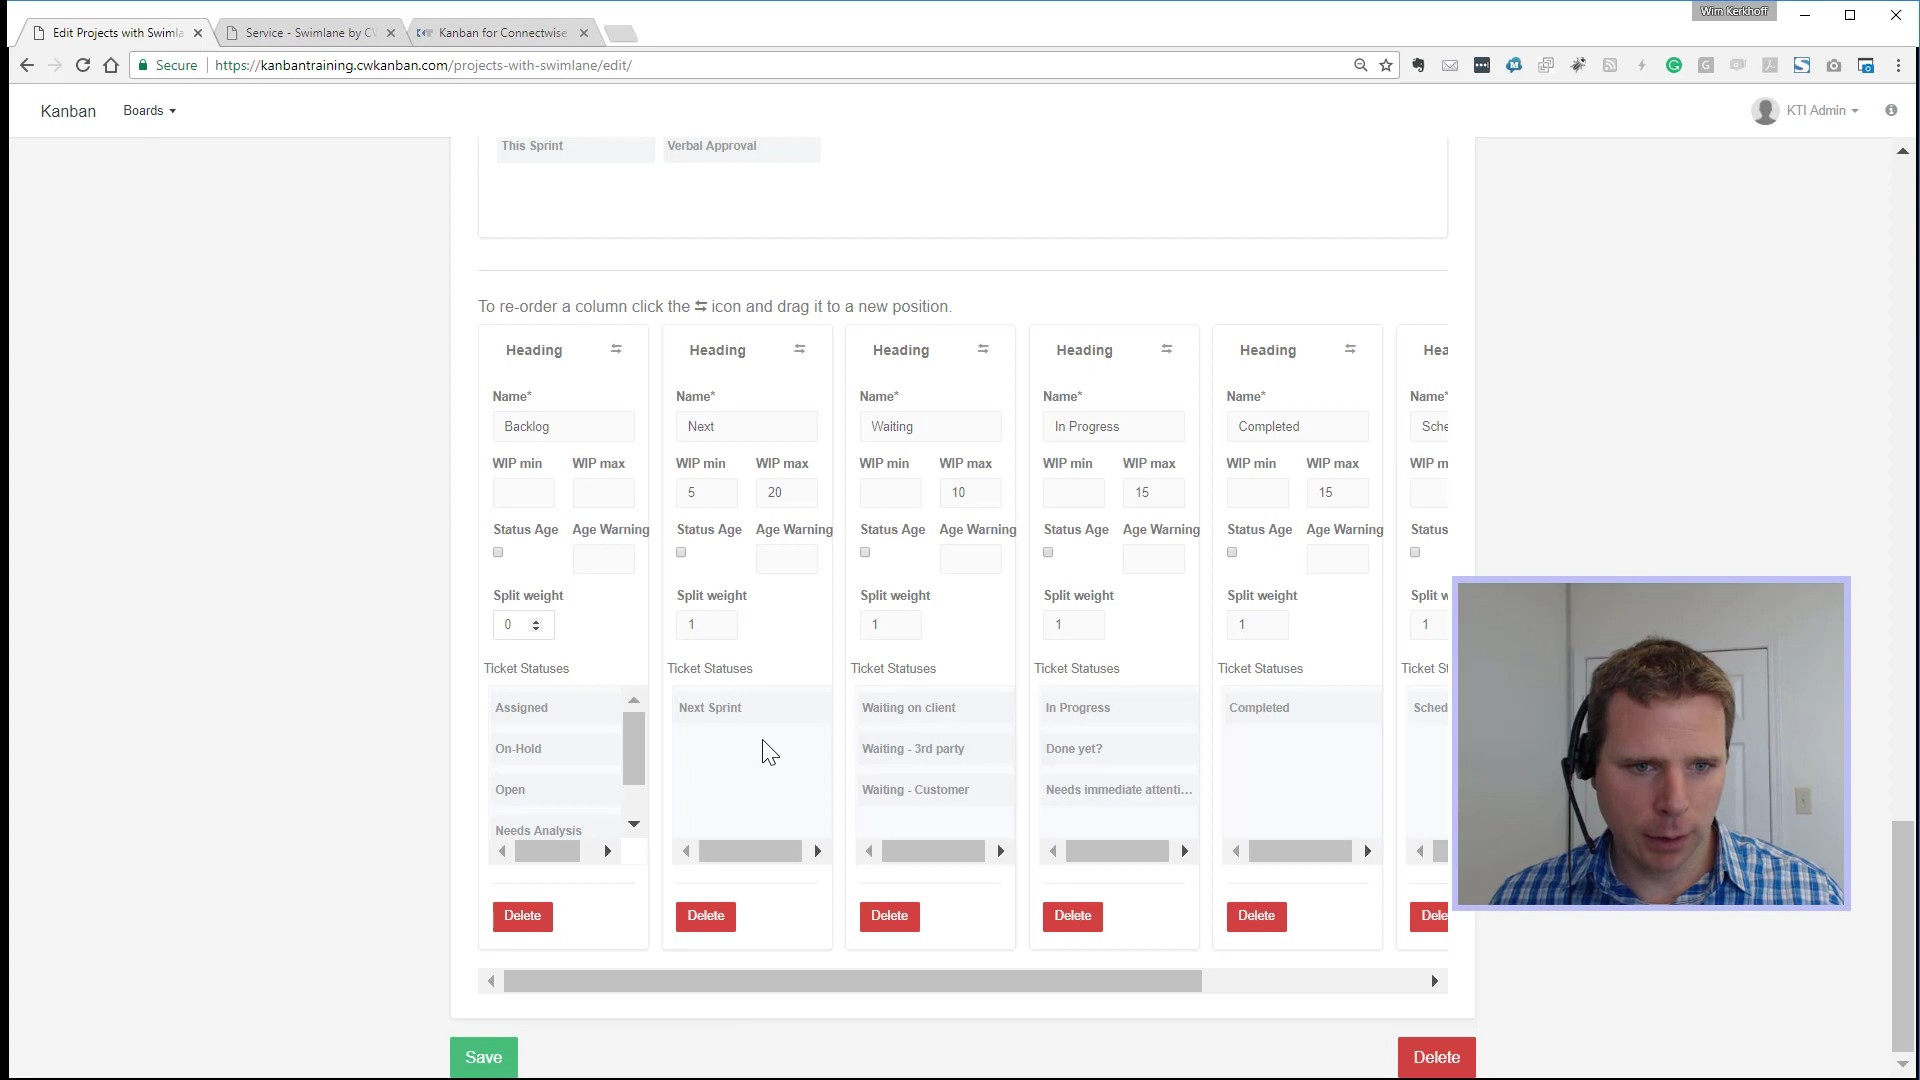 Wim Kerkhoff
Edit Projects with Swimla
Service - Swimlane by CW
Kanban for Connectwise
Secure
https://kanbantraining.cwkanban.com/projects-with-swimlane/edit/
Kanban
Boards
KTI Admin
This Sprint Verbal Approval
To re-order a column click the ⇆ icon and drag it to a new position.
Heading Heading Heading Heading Heading Hea
Name* Name* Name* Name* Name* Name*
Backlog Next Waiting In Progress Completed Sche
WIP min WIP max WIP min WIP max WIP min WIP max WIP min WIP max WIP min WIP max WIP m
5 20 10 15 15
Status Age Age Warning Status Age Age Warning Status Age Age Warning Status Age Age Warning Status Age Age Warning Status
Split weight Split weight Split weight Split weight Split weight Split w
0 1 1 1 1 1
Ticket Statuses Ticket Statuses Ticket Statuses Ticket Statuses Ticket Statuses Ticket St
Assigned Next Sprint Waiting on client In Progress Completed Sched
On-Hold Waiting - 3rd party Done yet?
Open Waiting - Customer Needs immediate attenti...
Needs Analysis
Delete Delete Delete Delete Delete Dele
Save Delete